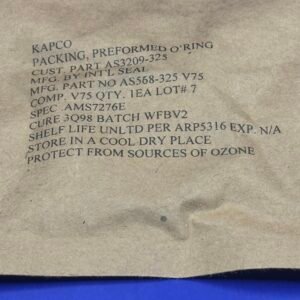 KAPCO
PACKING, PREFORMED O'RING
CUST. PART AS3209-325
MFG. BY INT'L SEAL
MFG. PART NO AS568-325 V75
COMP. V75 QTY. 1EA LOT# 7
SPEC .AMS7276E
CURE 3Q98 BATCH WFBV2
SHELF LIFE UNLTD PER ARP5316 EXP. N/A
STORE IN A COOL DRY PLACE
PROTECT FROM SOURCES OF OZONE